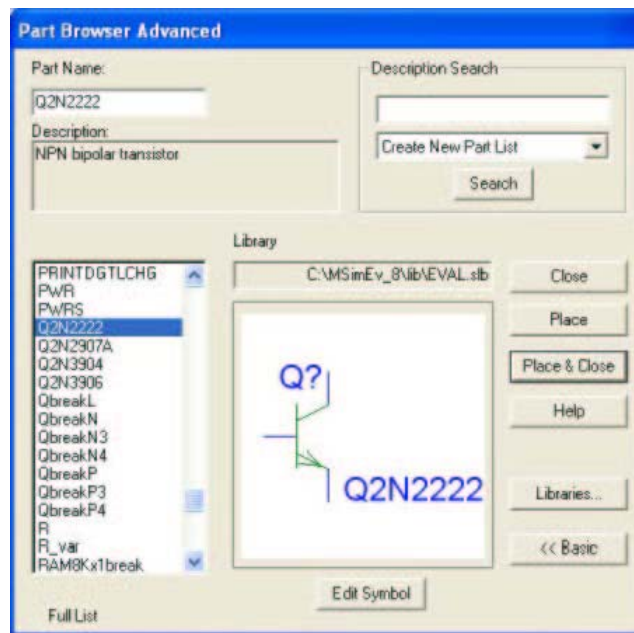 Part Browser Advanced
Part Name:
Q2N2222
Description:
NPN bipolar transistor
Description Search
Create New Part List
Search
Library
C:\MSimEv_8\lib\EVAL.slb
PRINTDGTLCHG
PWR
PWRS
Q2N2222
Q2N2907A
Q2N3904
Q2N3906
QbreakL
QbreakN
QbreakN3
QbreakN4
QbreakP
QbreakP3
QbreakP4
R
R_var
RAM8Kx1break
Full List
Q?
Q2N2222
Edit Symbol
Close
Place
Place & Close
Help
Libraries...
<< Basic